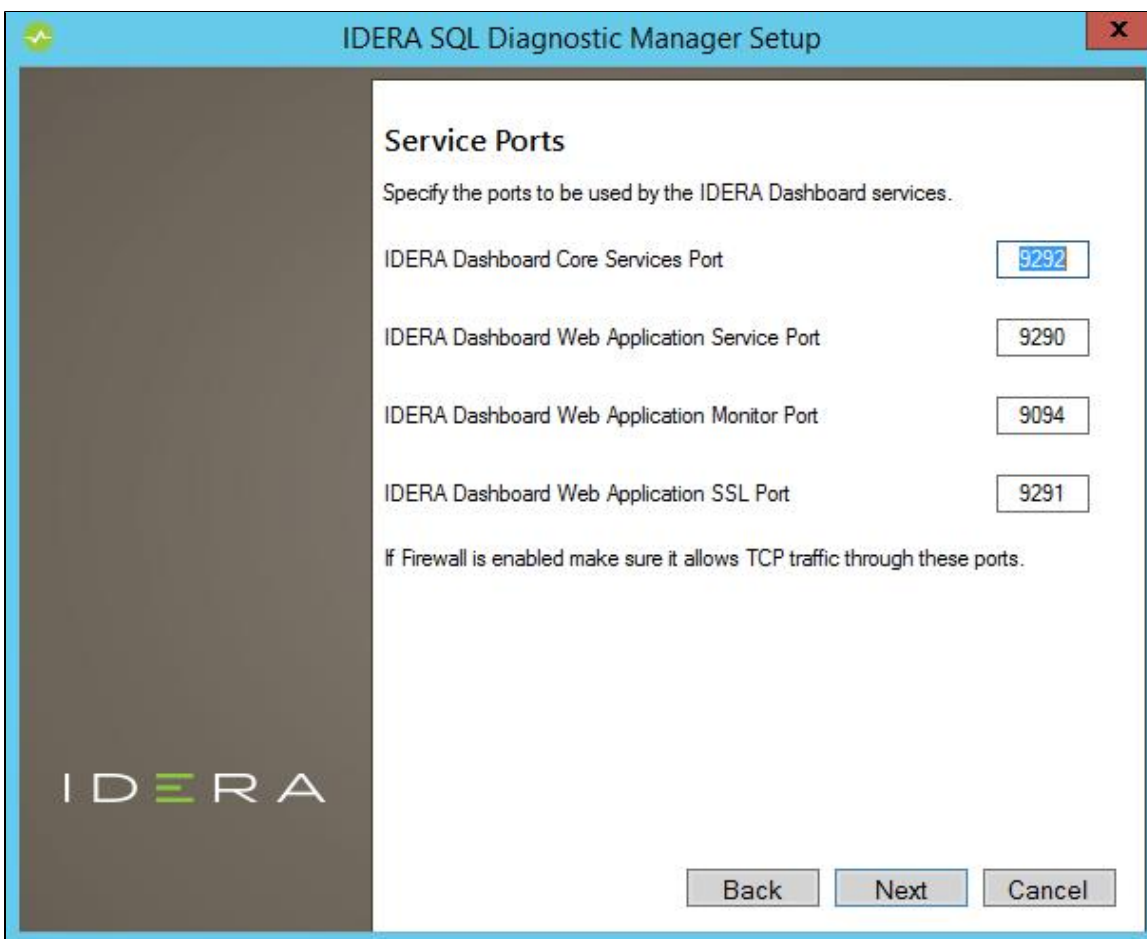 IDERA SQL Diagnostic Manager Setup
x
Service Ports
Specify the ports to be used by the IDERA Dashboard services.
IDERA Dashboard Core Services Port 9292
IDERA Dashboard Web Application Service Port 9290
IDERA Dashboard Web Application Monitor Port 9094
IDERA Dashboard Web Application SSL Port 9291
If Firewall is enabled make sure it allows TCP traffic through these ports.
IDERA
Back Next Cancel